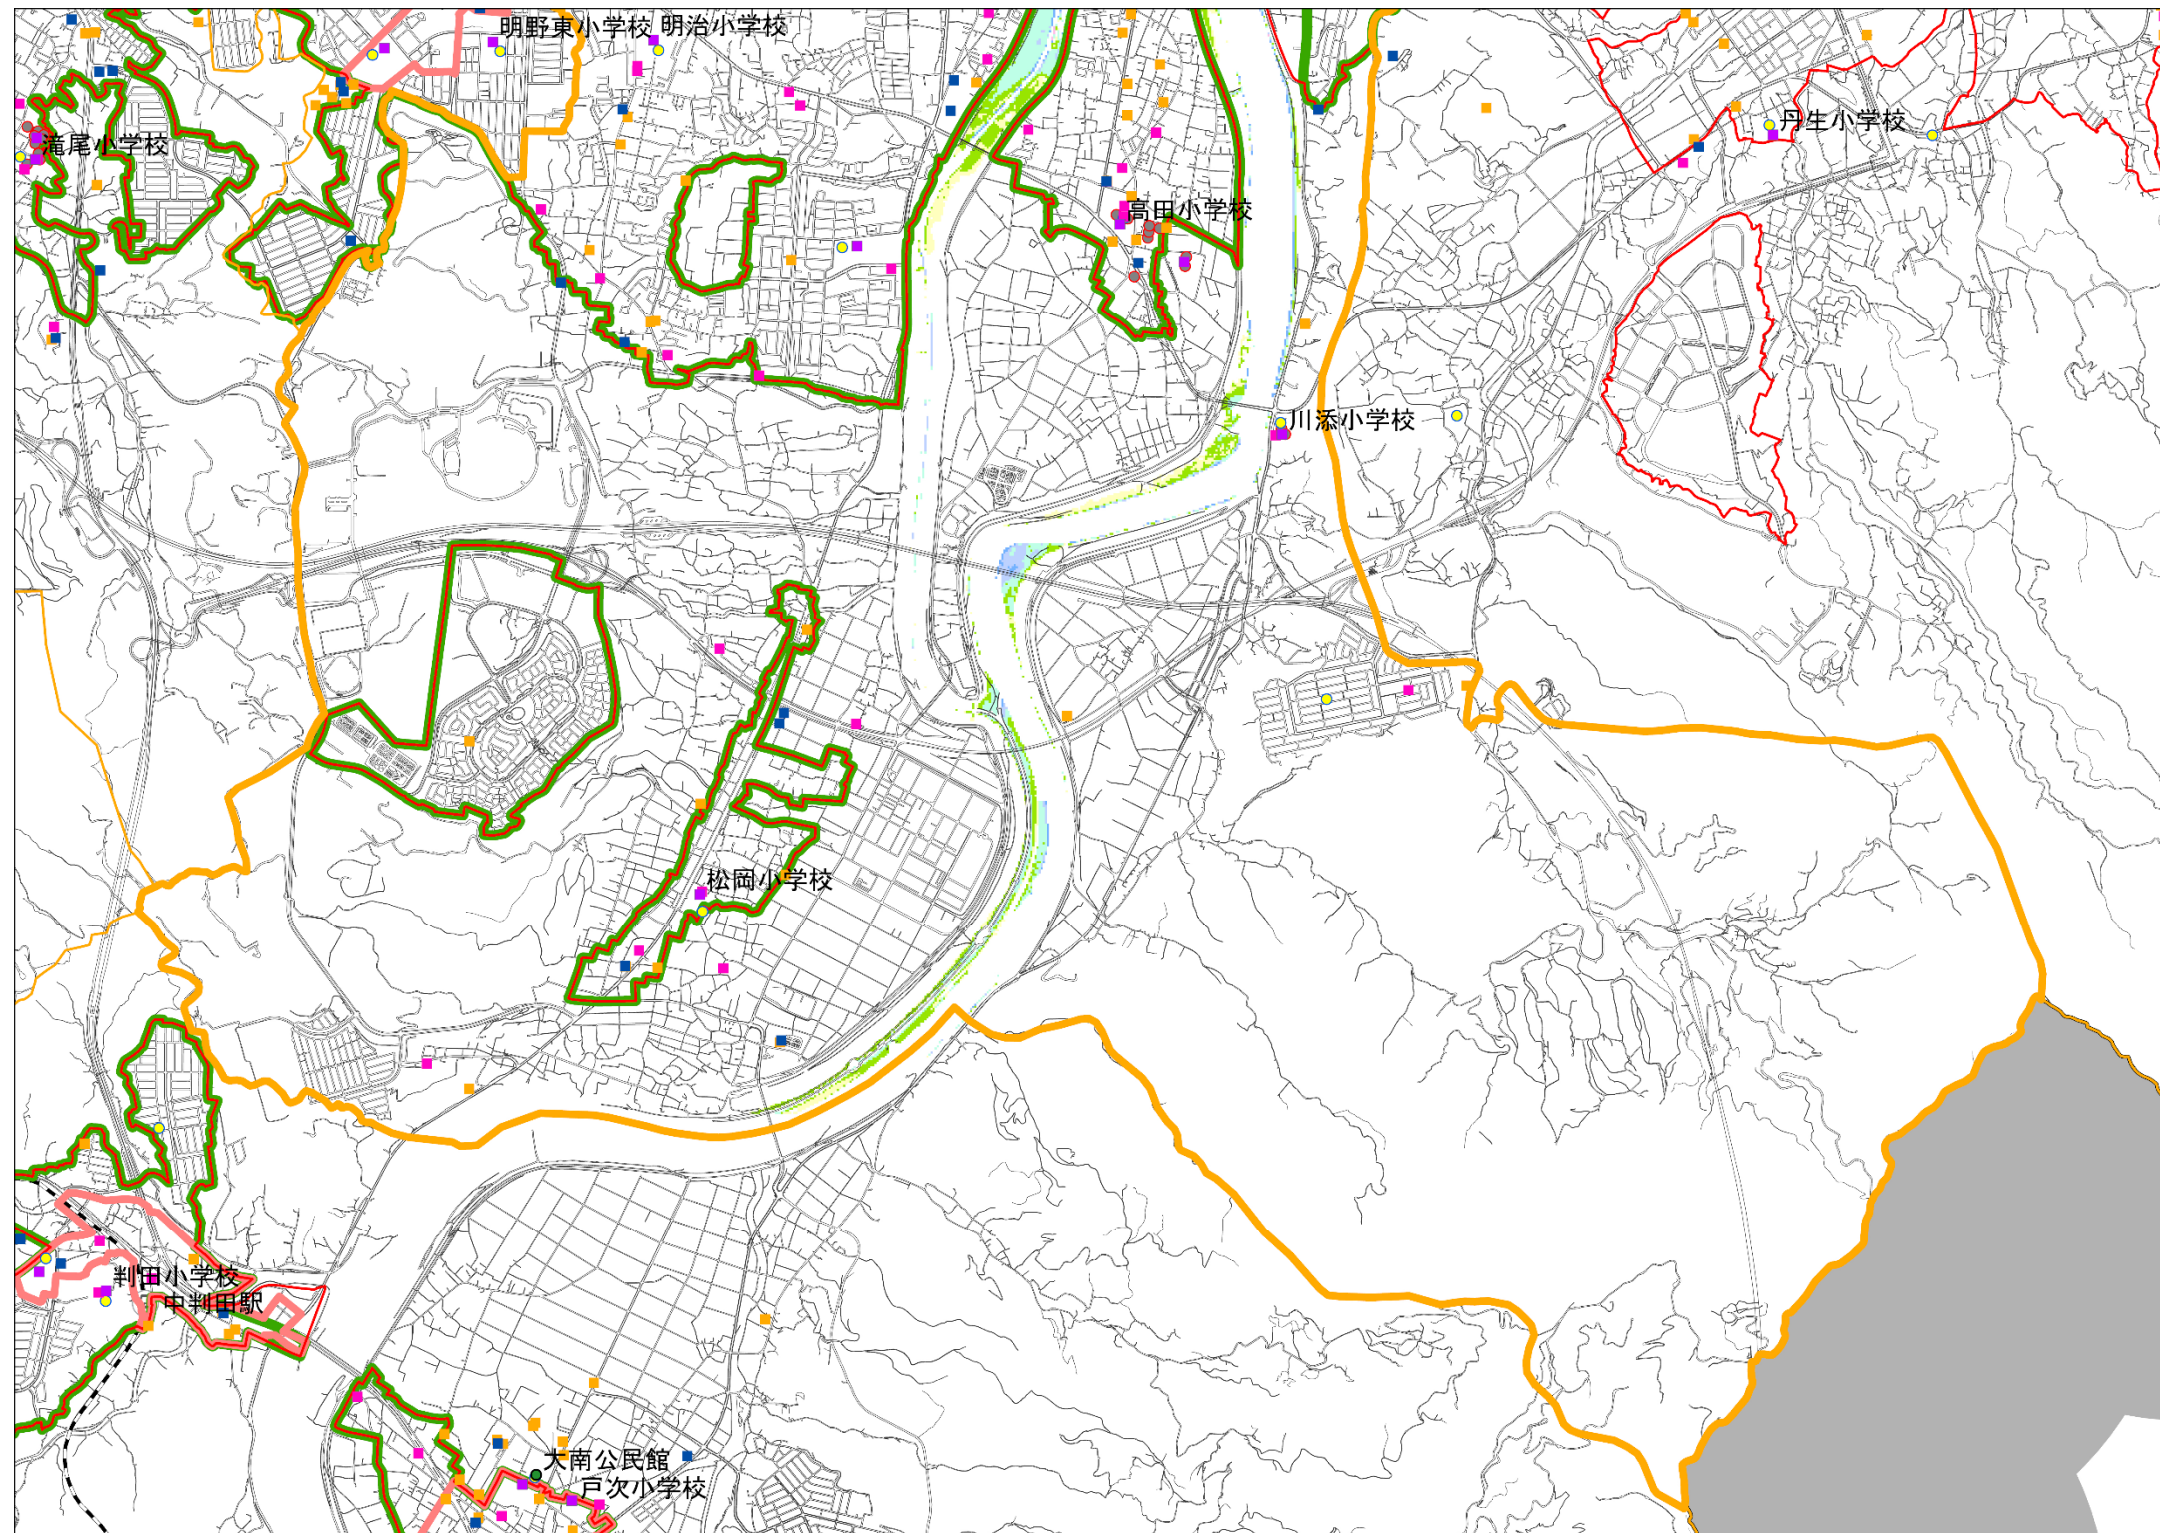 明野東小学校 明治小学校
丹生小学校
滝尾小学校
高田小学校
川添小学校
松岡小学校
判田小学校
中判田駅
大南公民館
戸次小学校